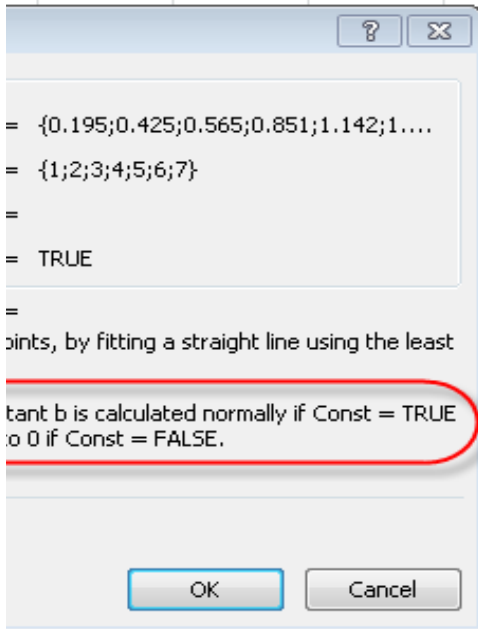 = {0.195;0.425;0.565;0.851;1.142;1....
= {1;2;3;4;5;6;7}
=
= TRUE
=
oints, by fitting a straight line using the least
tant b is calculated normally if Const = TRUE
to 0 if Const = FALSE.
OK Cancel